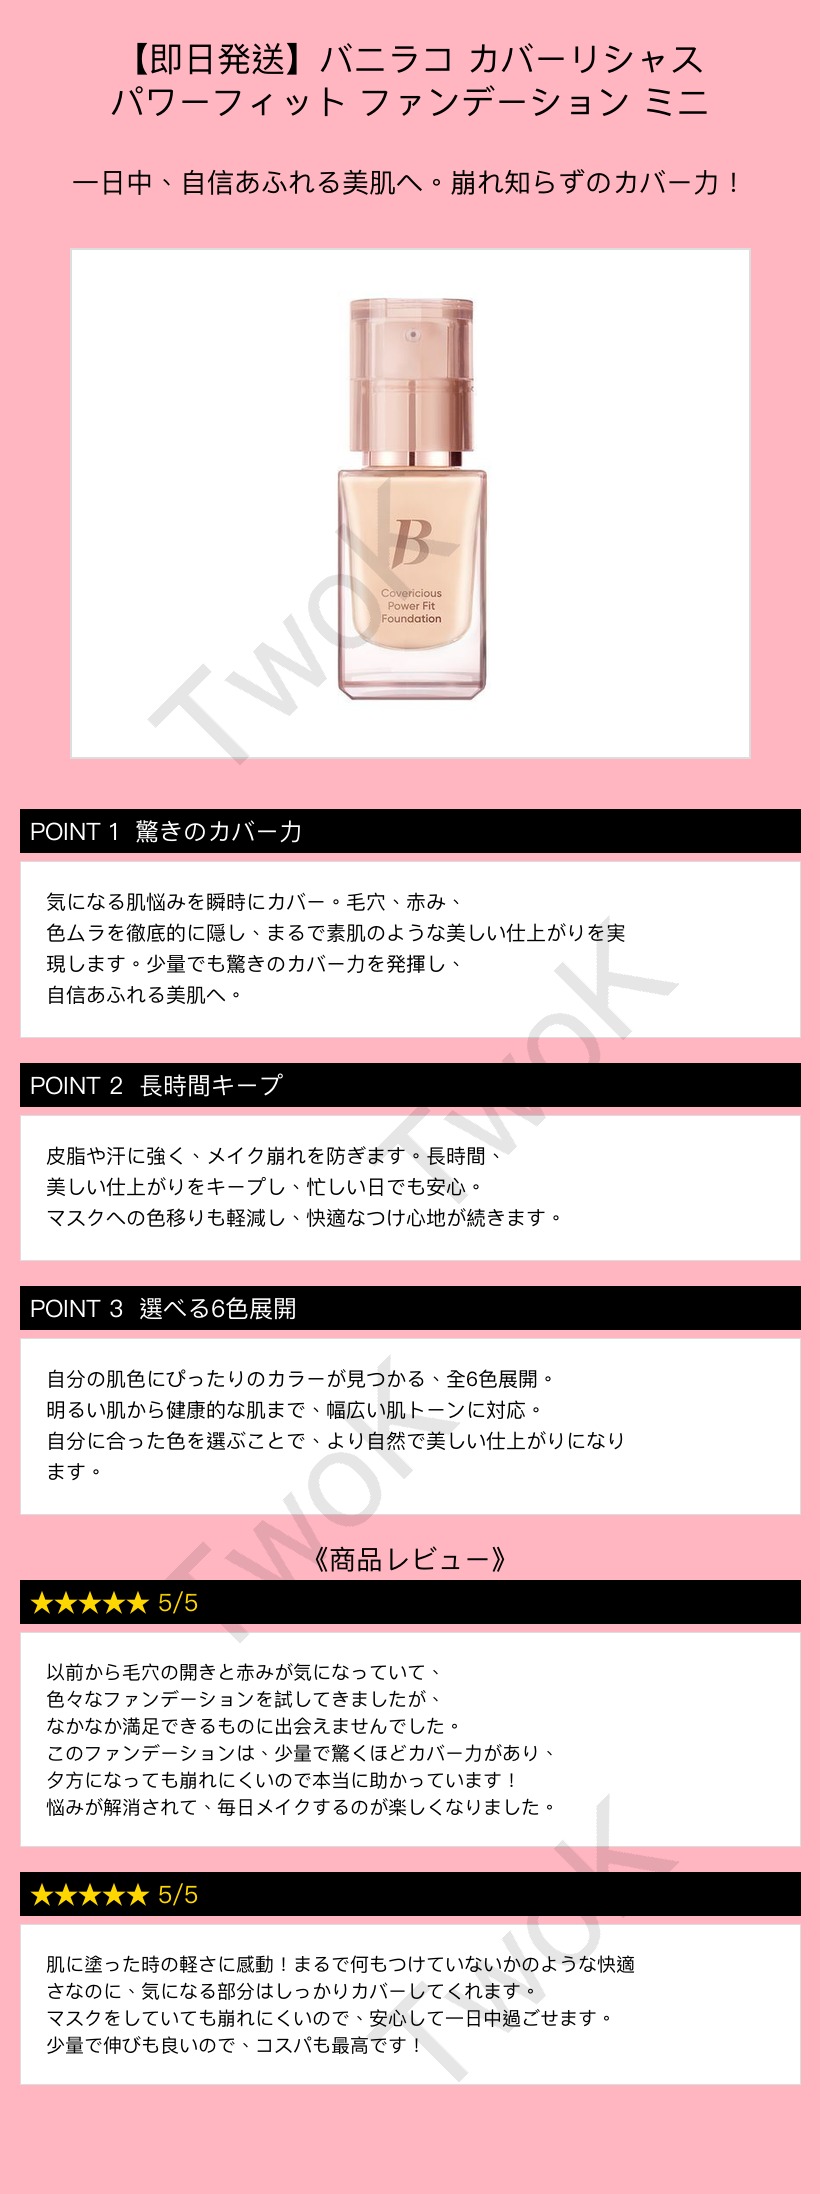 【即日発送】バニラコ カバーリシャス
パワーフィット ファンデーション ミニ
一日中、自信あふれる美肌へ。崩れ知らずのカバー力！
B
Covericious
Power Fit
Foundation
TwoK
POINT 1 驚きのカバー力
気になる肌悩みを瞬時にカバー。毛穴、赤み、
色ムラを徹底的に隠し、まるで素肌のような美しい仕上がりを実
現します。少量でも驚きのカバー力を発揮し、
自信あふれる美肌へ。
TwoK
POINT 2 長時間キープ
皮脂や汗に強く、メイク崩れを防ぎます。長時間、
美しい仕上がりをキープし、忙しい日でも安心。
マスクへの色移りも軽減し、快適なつけ心地が続きます。
POINT 3 選べる6色展開
自分の肌色にぴったりのカラーが見つかる、全6色展開。
明るい肌から健康的な肌まで、幅広い肌トーンに対応。
自分に合った色を選ぶことで、より自然で美しい仕上がりになり
ます。
TwoK
《商品レビュー》
★★★★★ 5/5
以前から毛穴の開きと赤みが気になっていて、
色々なファンデーションを試してきましたが、
なかなか満足できるものに出会えませんでした。
このファンデーションは、少量で驚くほどカバー力があり、
夕方になっても崩れにくいので本当に助かっています！
悩みが解消されて、毎日メイクするのが楽しくなりました。
TwoK
★★★★★ 5/5
肌に塗った時の軽さに感動！まるで何もつけていないかのような快適
さなのに、気になる部分はしっかりカバーしてくれます。
マスクをしていても崩れにくいので、安心して一日中過ごせます。
少量で伸びも良いので、コスパも最高です！